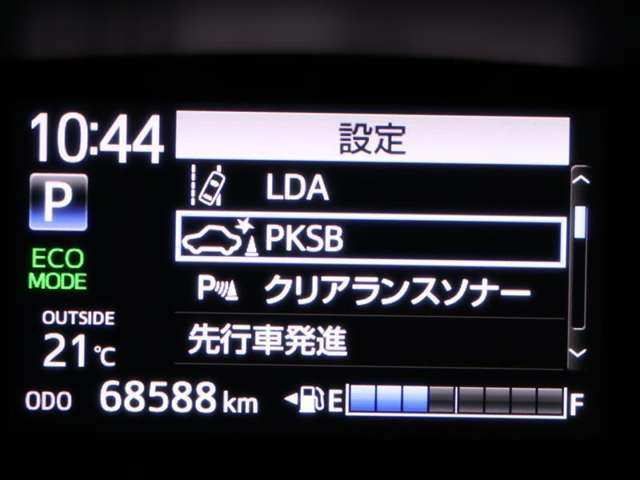 10:44
設定
LDA
P
PKSB
ECO
MODE
P クリアランスソナー
OUTSIDE
21℃
先行車発進
ODO 68588 km E F